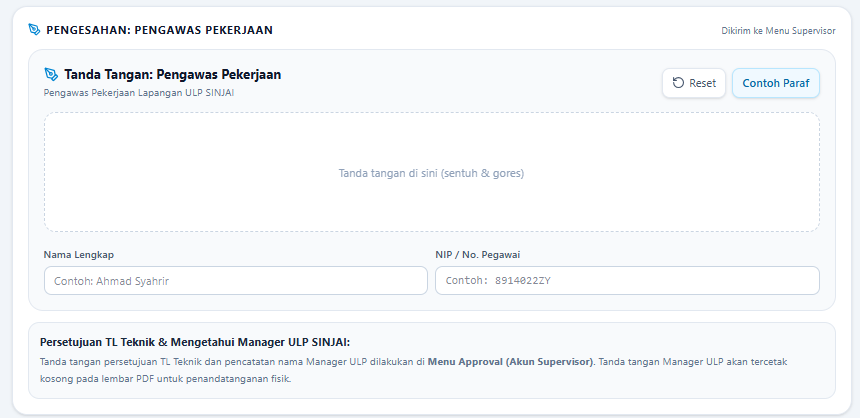 PENGESAHAN: PENGAWAS PEKERJAAN
Dikirim ke Menu Supervisor
Tanda Tangan: Pengawas Pekerjaan
Pengawas Pekerjaan Lapangan ULP SINJAI
Reset
Contoh Paraf
Tanda tangan di sini (sentuh & gores)
Nama Lengkap
NIP / No. Pegawai
Contoh: Ahmad Syahrir
Contoh: 8914022ZY
Persetujuan TL Teknik & Mengetahui Manager ULP SINJAI:
Tanda tangan persetujuan TL Teknik dan pencatatan nama Manager ULP dilakukan di Menu Approval (Akun Supervisor). Tanda tangan Manager ULP akan tercetak
kosong pada lembar PDF untuk penandatanganan fisik.